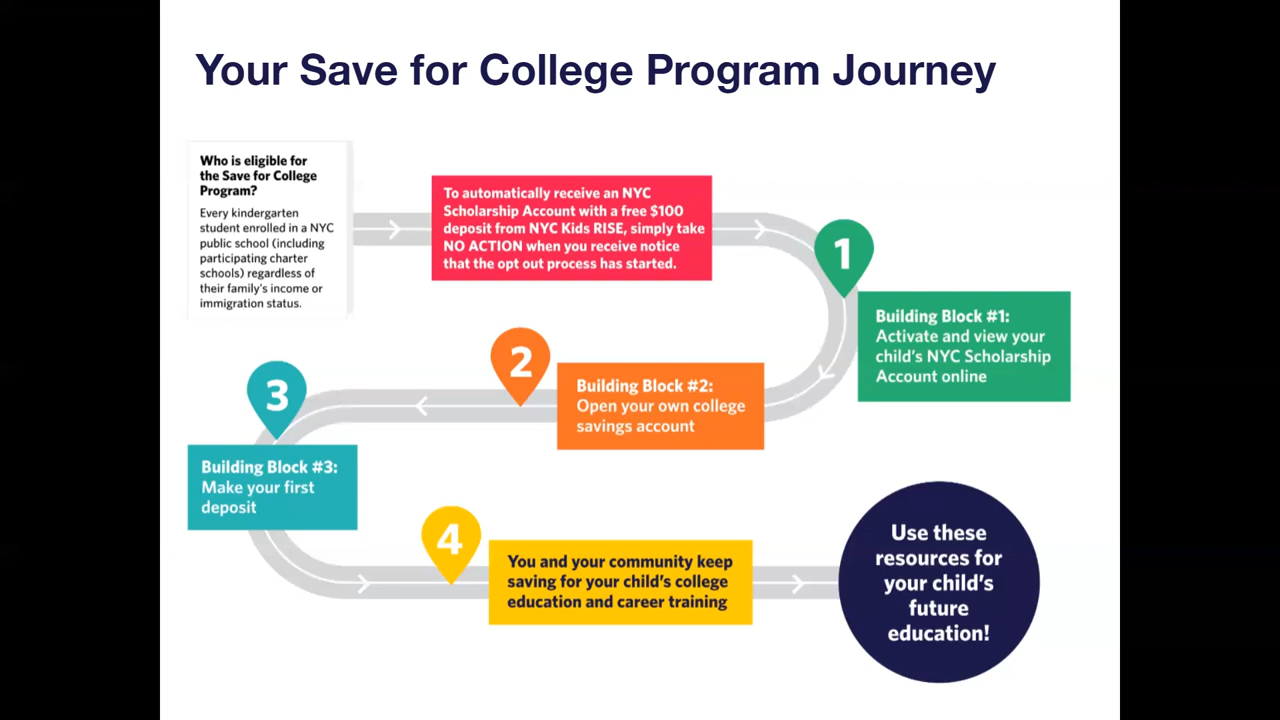 Your Save for College Program Journey
Who is eligible for
the Save for College
Program?
Every kindergarten
student enrolled in a NYC
public school (including
participating charter
schools) regardless of
their family's income or
immigration status.
To automatically receive an NYC
Scholarship Account with a free $100
deposit from NYC Kids RISE, simply take
NO ACTION when you receive notice
that the opt out process has started.
1
Building Block #1:
Activate and view your
child's NYC Scholarship
Account online
2
Building Block #2:
Open your own college
savings account
3
Building Block #3:
Make your first
deposit
4
You and your community keep
saving for your child's college
education and career training
Use these
resources for
your child's
future
education!